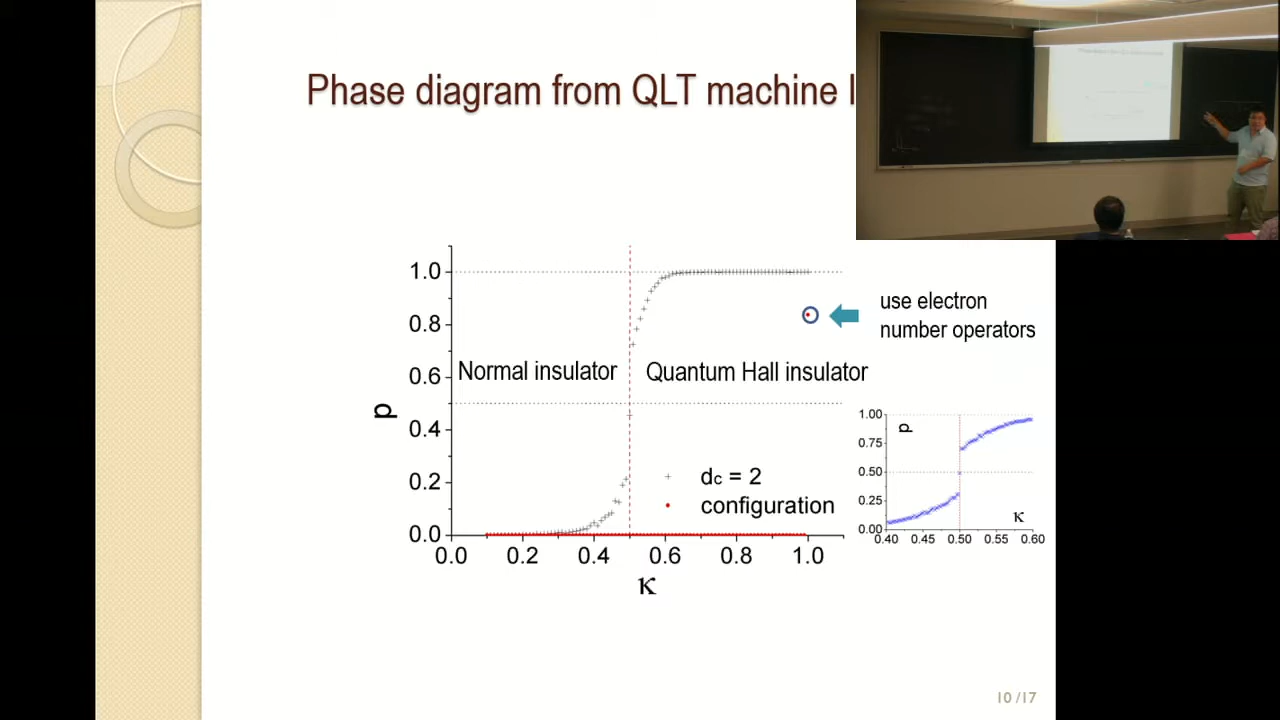 Phase diagram from QLT machine l
1.0
0.8
0.6
0.4
0.2
0.0
p
0.0 0.2 0.4 0.6 0.8 1.0
κ
Normal insulator
Quantum Hall insulator
dc = 2
configuration
use electron
number operators
1.00
0.75
0.50
0.25
0.00
p
κ
0.40 0.45 0.50 0.55 0.60
10 /17